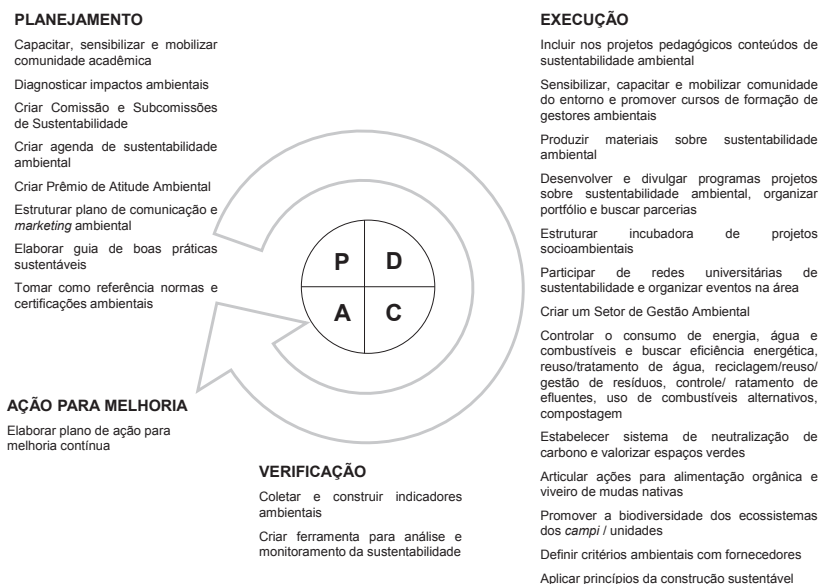 PLANEJAMENTO
Capacitar, sensibilizar e mobilizar
comunidade acadêmica
Diagnosticar impactos ambientais
Criar Comissão e Subcomissões
de Sustentabilidade
Criar agenda de sustentabilidade
ambiental
Criar Prêmio de Atitude Ambiental
Estruturar plano de comunicação e
marketing ambiental
Elaborar guia de boas práticas
sustentáveis
Tomar como referência normas e
certificações ambientais
P D
A C
AÇÃO PARA MELHORIA
Elaborar plano de ação para
melhoria contínua
VERIFICAÇÃO
Coletar e construir indicadores
ambientais
Criar ferramenta para análise e
monitoramento da sustentabilidade
EXECUÇÃO
Incluir nos projetos pedagógicos conteúdos de
sustentabilidade ambiental
Sensibilizar, capacitar e mobilizar comunidade
do entorno e promover cursos de formação de
gestores ambientais
Produzir materiais sobre sustentabilidade
ambiental
Desenvolver e divulgar programas projetos
sobre sustentabilidade ambiental, organizar
portfólio e buscar parcerias
Estruturar incubadora de projetos
socioambientais
Participar de redes universitárias de
sustentabilidade e organizar eventos na área
Criar um Setor de Gestão Ambiental
Controlar o consumo de energia, água e
combustíveis e buscar eficiência energética,
reuso/tratamento de água, reciclagem/reuso/
gestão de resíduos, controle/ ratamento de
efluentes, uso de combustíveis alternativos,
compostagem
Estabelecer sistema de neutralização de
carbono e valorizar espaços verdes
Articular ações para alimentação orgânica e
viveiro de mudas nativas
Promover a biodiversidade dos ecossistemas
dos campi / unidades
Definir critérios ambientais com fornecedores
Aplicar princípios da construção sustentável